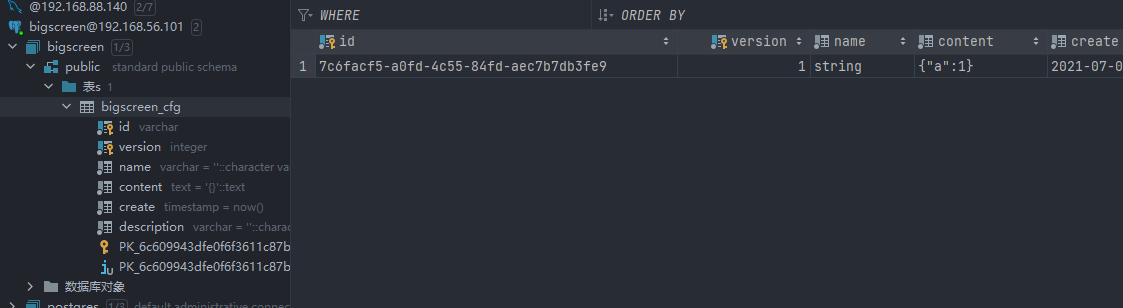 @192.168.88.140 2/7
bigscreen@192.168.56.101 2
bigscreen 1/3
public standard public schema
表s 1
bigscreen_cfg
id varchar
version integer
name varchar = ''::character va
content text = '{}'::text
create timestamp = now()
description varchar = ''::charac
PK_6c609943dfe0f6f3611c87b
PK_6c609943dfe0f6f3611c87b
数据库对象
postgres 1/3 default administrative connec
WHERE ORDER BY
id version name content create
1 7c6facf5-a0fd-4c55-84fd-aec7b7db3fe9 1 string {"a":1} 2021-07-0